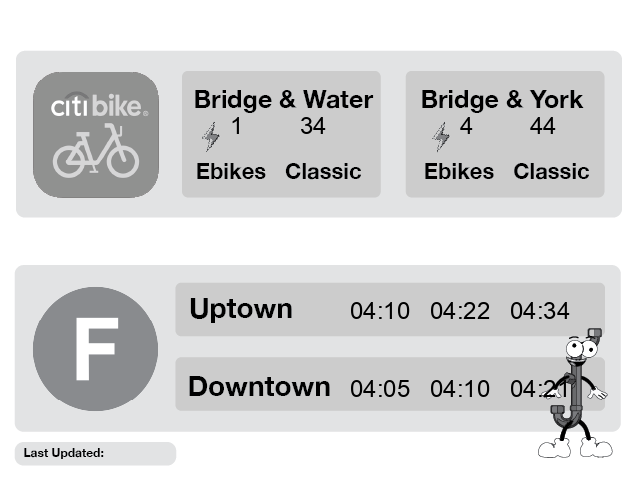 citi bike®
Bridge & Water
1 34
Ebikes Classic
Bridge & York
4 44
Ebikes Classic
F
Uptown 04:10 04:22 04:34
Downtown 04:05 04:10 04:21
Last Updated: